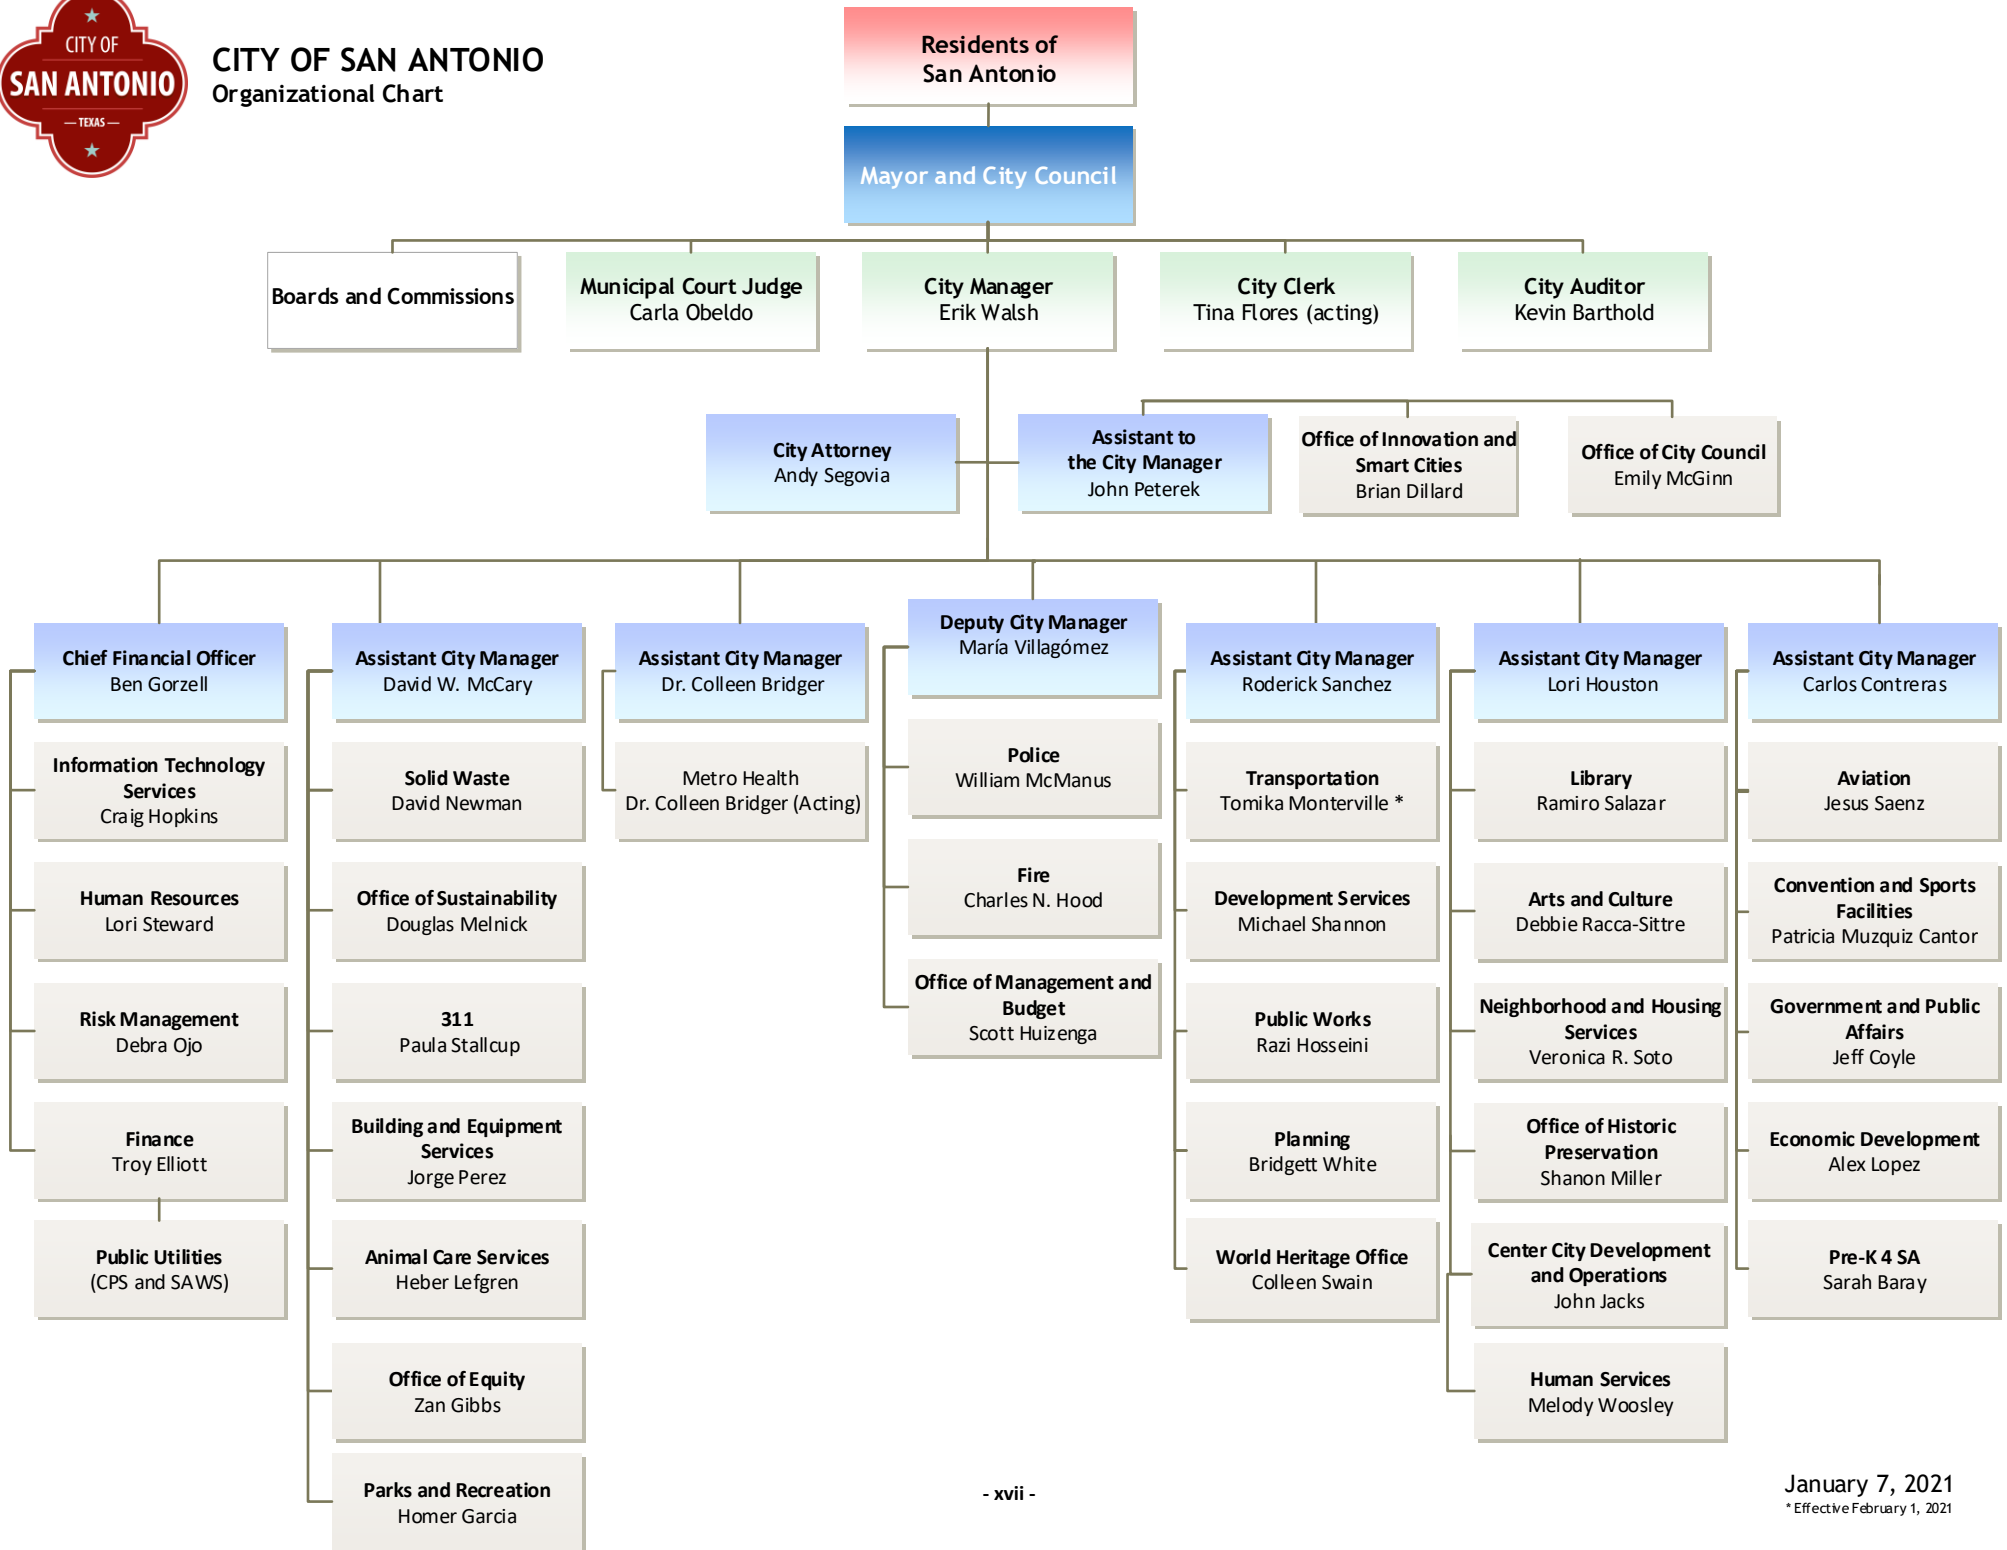 CITY OF
SAN ANTONIO
TEXAS
CITY OF SAN ANTONIO
Organizational Chart
Residents of
San Antonio
Mayor and City Council
Boards and Commissions
Municipal Court Judge
Carla Obeldo
City Manager
Erik Walsh
City Clerk
Tina Flores (acting)
City Auditor
Kevin Barthold
City Attorney
Andy Segovia
Assistant to
the City Manager
John Peterek
Office of Innovation and
Smart Cities
Brian Dillard
Office of City Council
Emily McGinn
Chief Financial Officer
Ben Gorzell
Information Technology
Services
Craig Hopkins
Human Resources
Lori Steward
Risk Management
Debra Ojo
Finance
Troy Elliott
Public Utilities
(CPS and SAWS)
Assistant City Manager
David W. McCary
Solid Waste
David Newman
Office of Sustainability
Douglas Melnick
311
Paula Stallcup
Building and Equipment
Services
Jorge Perez
Animal Care Services
Heber Lefgren
Office of Equity
Zan Gibbs
Parks and Recreation
Homer Garcia
Assistant City Manager
Dr. Colleen Bridger
Metro Health
Dr. Colleen Bridger (Acting)
Deputy City Manager
María Villagómez
Police
William McManus
Fire
Charles N. Hood
Office of Management and
Budget
Scott Huizenga
Assistant City Manager
Roderick Sanchez
Transportation
Tomika Monterville *
Development Services
Michael Shannon
Public Works
Razi Hosseini
Planning
Bridgett White
World Heritage Office
Colleen Swain
Assistant City Manager
Lori Houston
Library
Ramiro Salazar
Arts and Culture
Debbie Racca-Sittre
Neighborhood and Housing
Services
Veronica R. Soto
Office of Historic
Preservation
Shanon Miller
Center City Development
and Operations
John Jacks
Human Services
Melody Woosley
Assistant City Manager
Carlos Contreras
Aviation
Jesus Saenz
Convention and Sports
Facilities
Patricia Muzquiz Cantor
Government and Public
Affairs
Jeff Coyle
Economic Development
Alex Lopez
Pre-K 4 SA
Sarah Baray
- xvii -
January 7, 2021
* Effective February 1, 2021